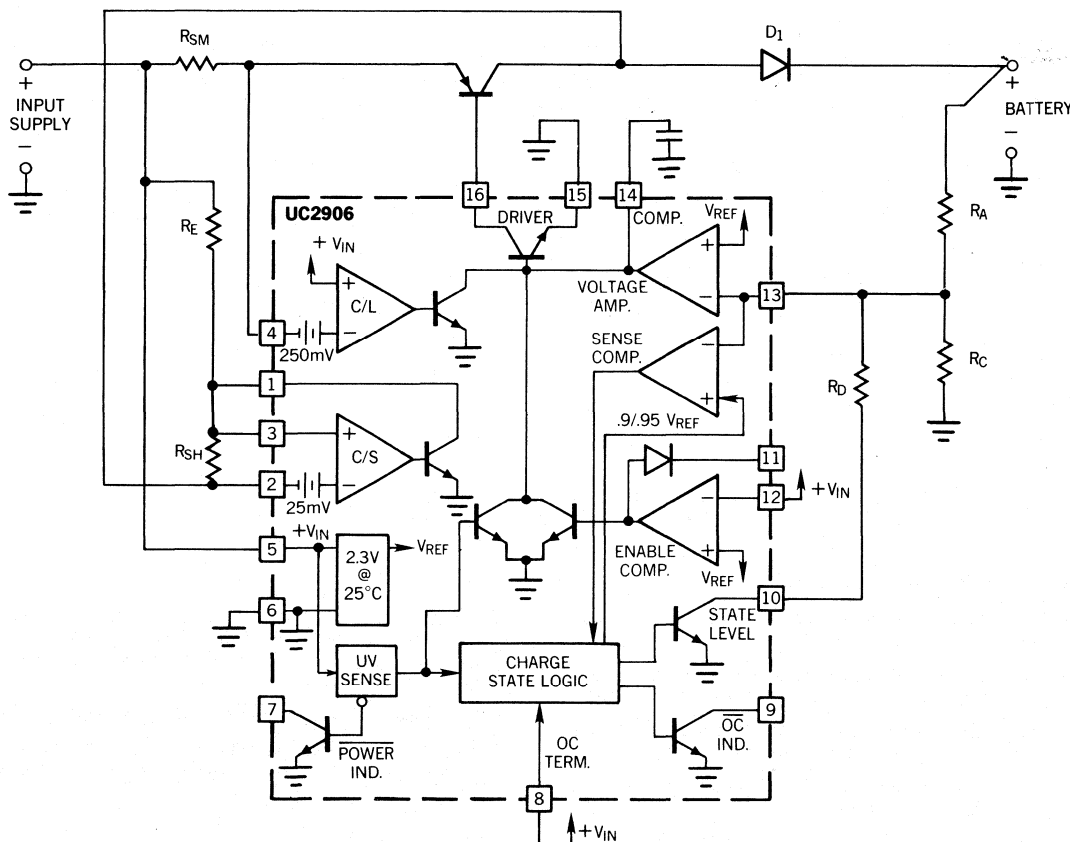 D1
RSM
+
INPUT
SUPPLY
−
+
BATTERY
−
16
15
14
UC2906
DRIVER
COMP.
VREF
RA
RE
+ VIN
+
C/L
−
4
250mV
+
−
VOLTAGE
AMP.
13
SENSE
COMP.
−
+
RC
RD
1
.9/.95 VREF
3
RSH
+
C/S
−
2
25mV
11
12
+VIN
−
+
ENABLE
COMP.
VREF
5
+VIN
2.3V
@
25°C
VREF
6
10
STATE
LEVEL
UV
SENSE
CHARGE
STATE LOGIC
7
POWER
IND.
OC
TERM.
OC
IND.
9
8
+VIN